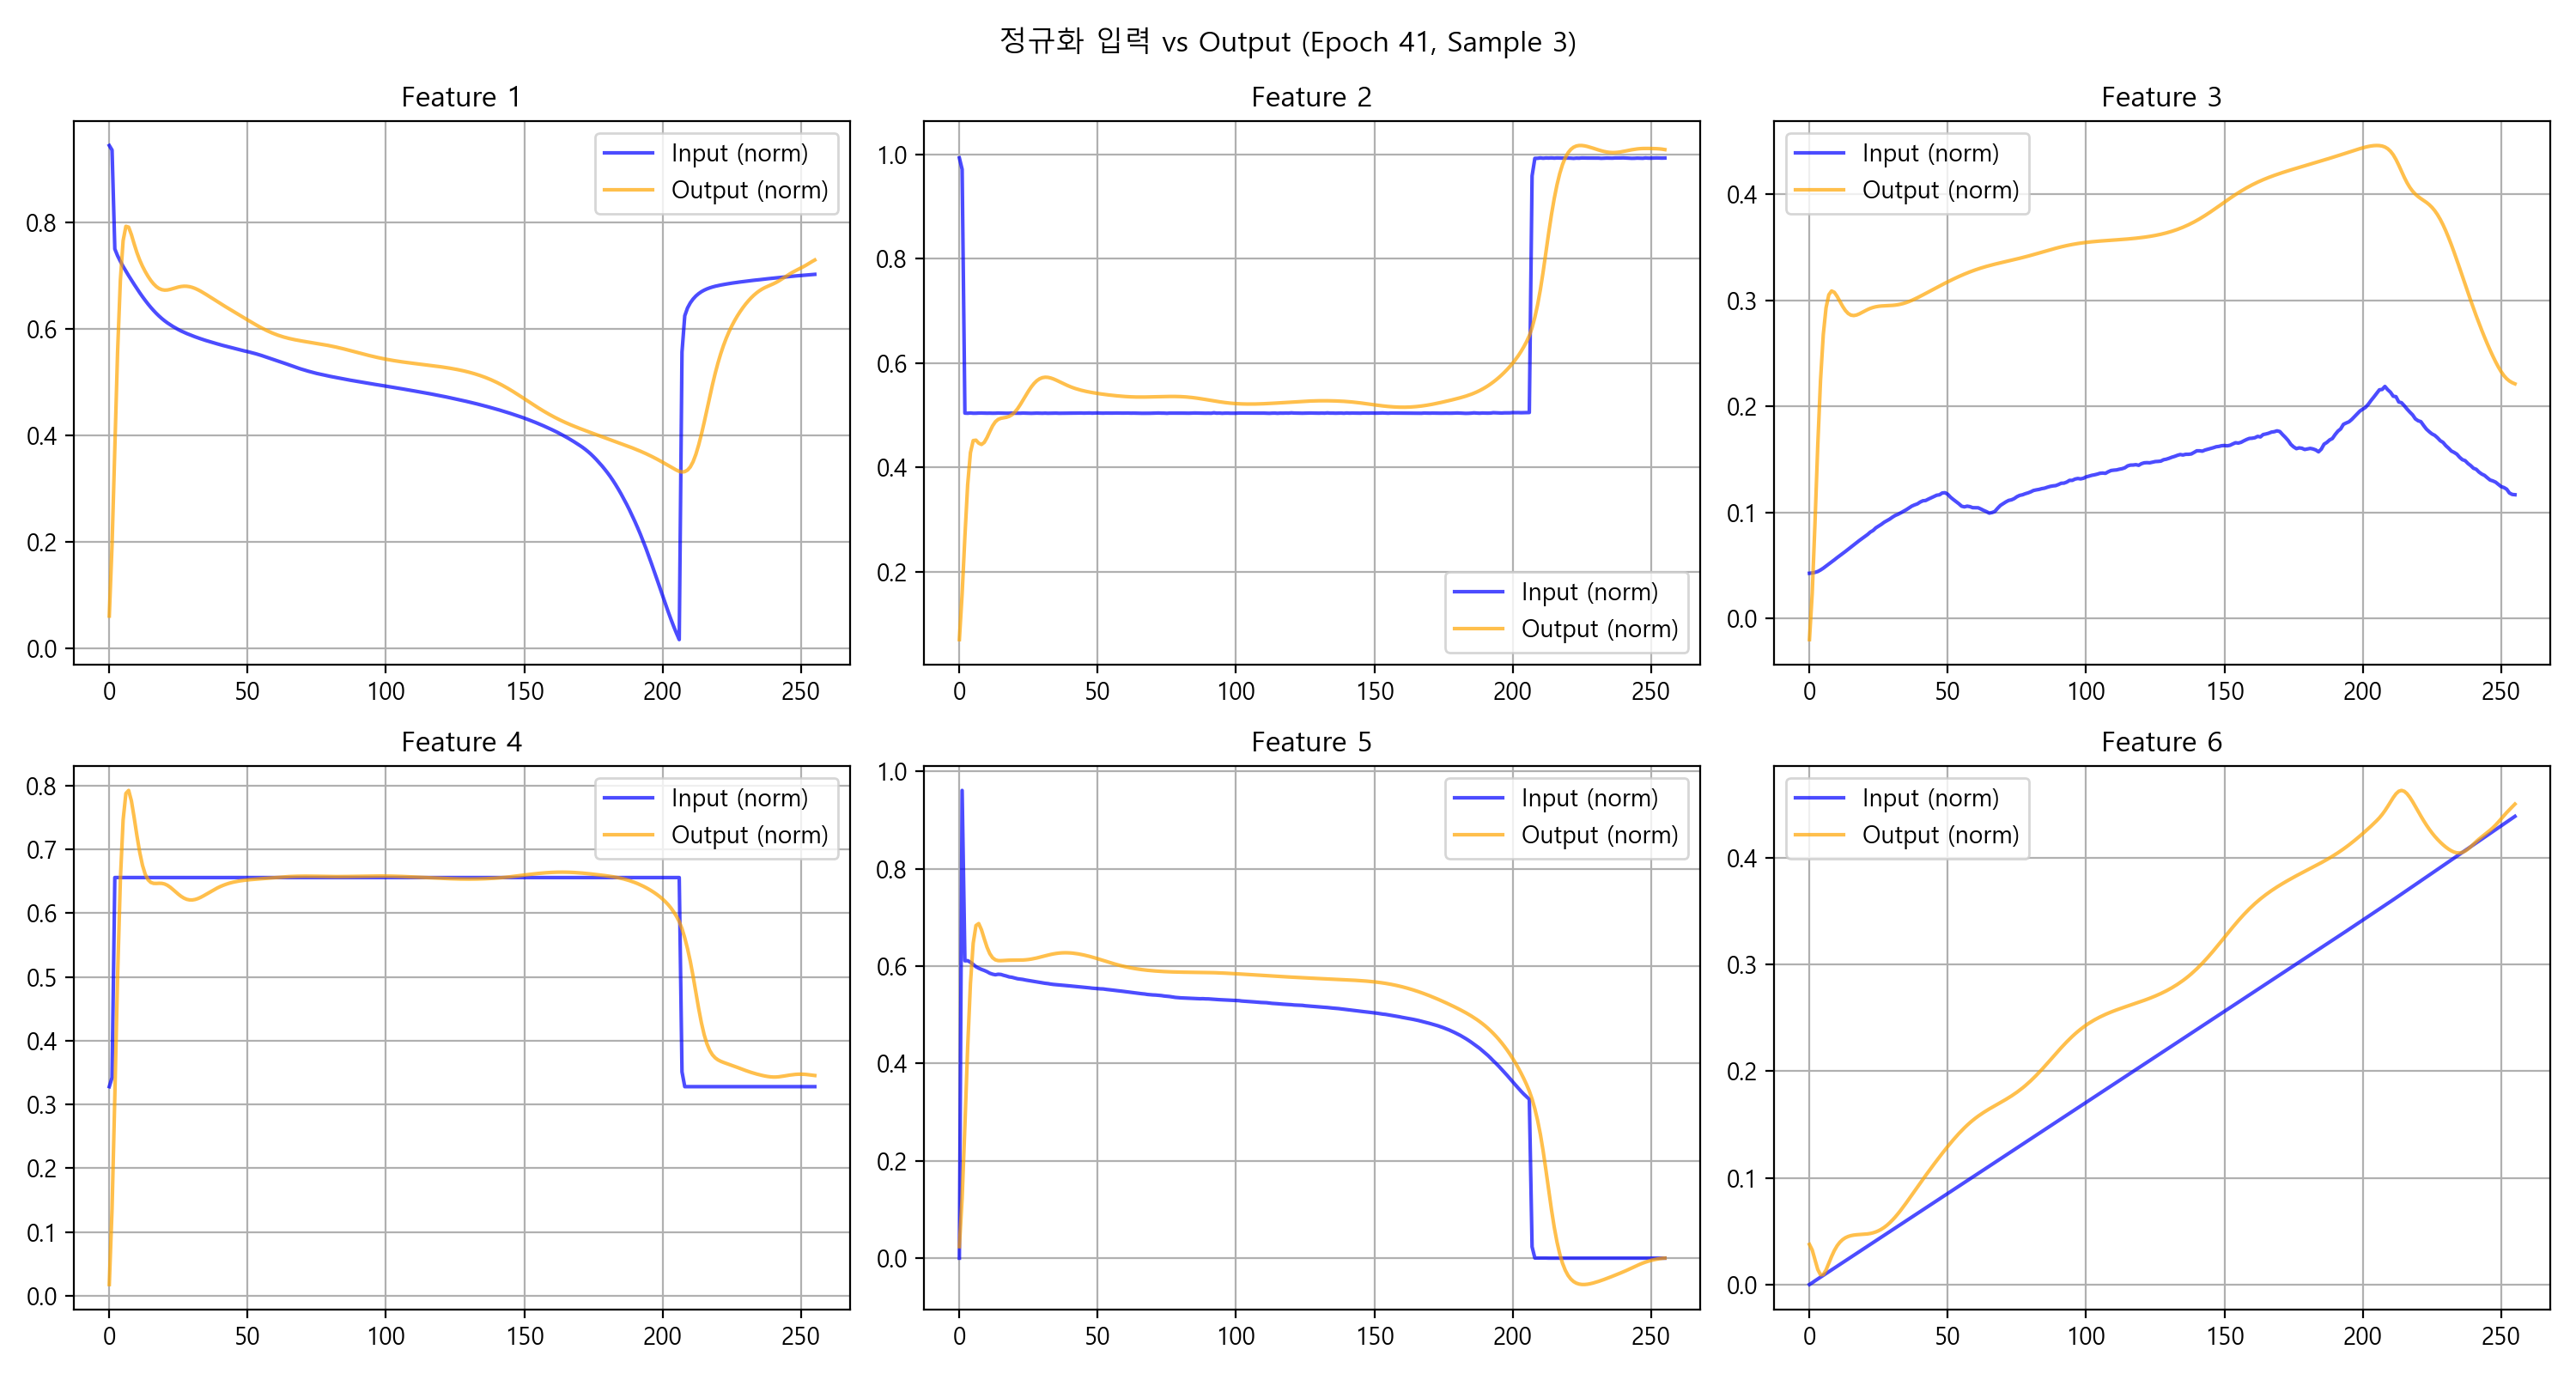 정규화 입력 vs Output (Epoch 41, Sample 3)
Feature 1
Input (norm)
Output (norm)
0.8
0.6
0.4
0.2
0.0
0 50 100 150 200 250
Feature 2
1.0
0.8
0.6
0.4
0.2
Input (norm)
Output (norm)
0 50 100 150 200 250
Feature 3
Input (norm)
Output (norm)
0.4
0.3
0.2
0.1
0.0
0 50 100 150 200 250
Feature 4
Input (norm)
Output (norm)
0.8
0.7
0.6
0.5
0.4
0.3
0.2
0.1
0.0
0 50 100 150 200 250
Feature 5
Input (norm)
Output (norm)
1.0
0.8
0.6
0.4
0.2
0.0
0 50 100 150 200 250
Feature 6
Input (norm)
Output (norm)
0.4
0.3
0.2
0.1
0.0
0 50 100 150 200 250